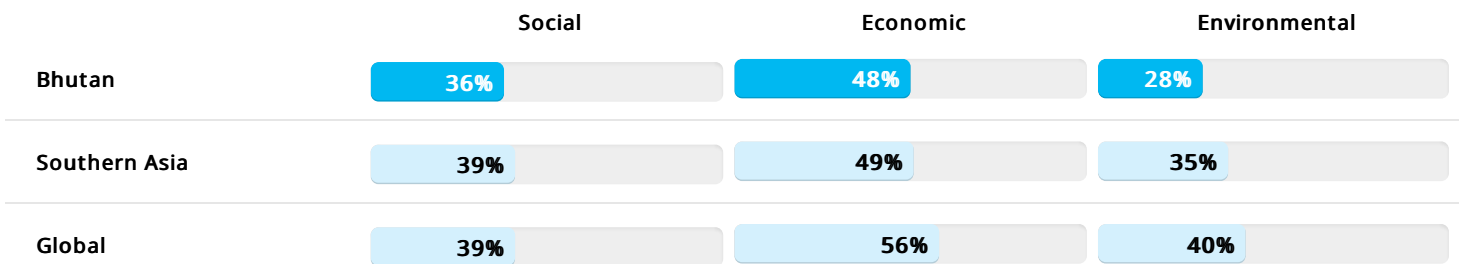 Social Economic Environmental
Bhutan 36% 48% 28%
Southern Asia 39% 49% 35%
Global 39% 56% 40%